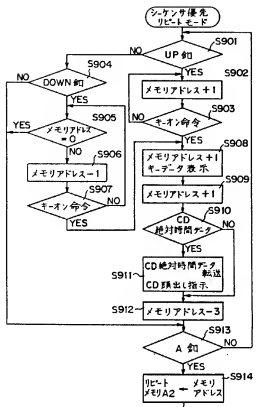 シーケンサ優先
リピートモード
S901
UP釦
NO
YES
S902
メモリアドレス+1
S903
キーオン命令
NO
YES
S904
DOWN釦
NO
YES
S905
メモリアドレス
=0
YES
NO
S906
メモリアドレス-1
S907
キーオン命令
NO
YES
S908
メモリアドレス+1
キーデータ表示
S909
メモリアドレス+1
S910
CD
絶対時間データ
NO
YES
S911
CD絶対時間データ
転送
CD頭出し指示
S912
メモリアドレス-3
S913
A釦
NO
YES
S914
リピート
メモリA2 ← メモリ
アドレス